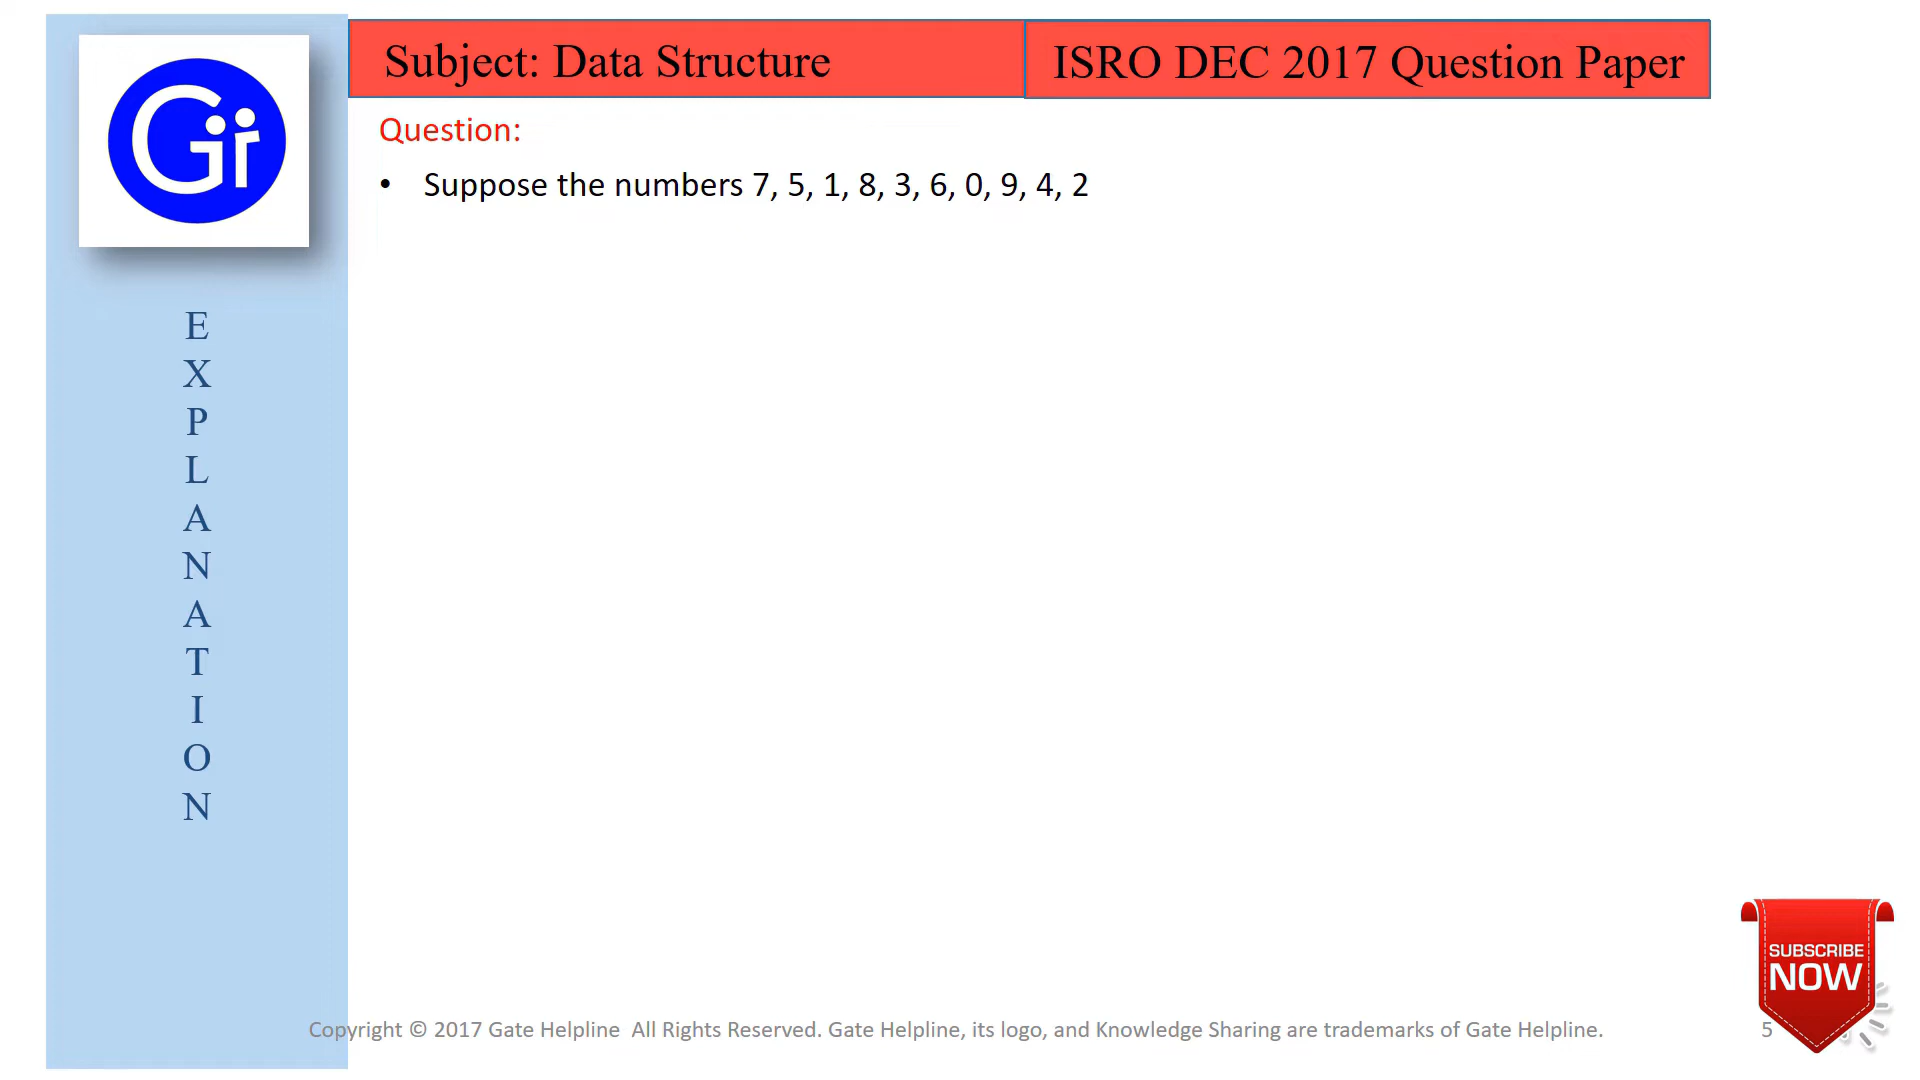 Gi
Subject: Data Structure
ISRO DEC 2017 Question Paper
Question:
• Suppose the numbers 7, 5, 1, 8, 3, 6, 0, 9, 4, 2
E
X
P
L
A
N
A
T
I
O
N
SUBSCRIBE
NOW
Copyright © 2017 Gate Helpline All Rights Reserved. Gate Helpline, its logo, and Knowledge Sharing are trademarks of Gate Helpline.
5